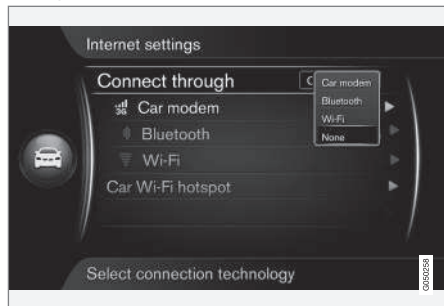 Internet settings
Connect through
Car modem
Bluetooth
Wi-Fi
None
3G Car modem
Bluetooth
Wi-Fi
Car Wi-Fi hotspot
Select connection technology
G050258